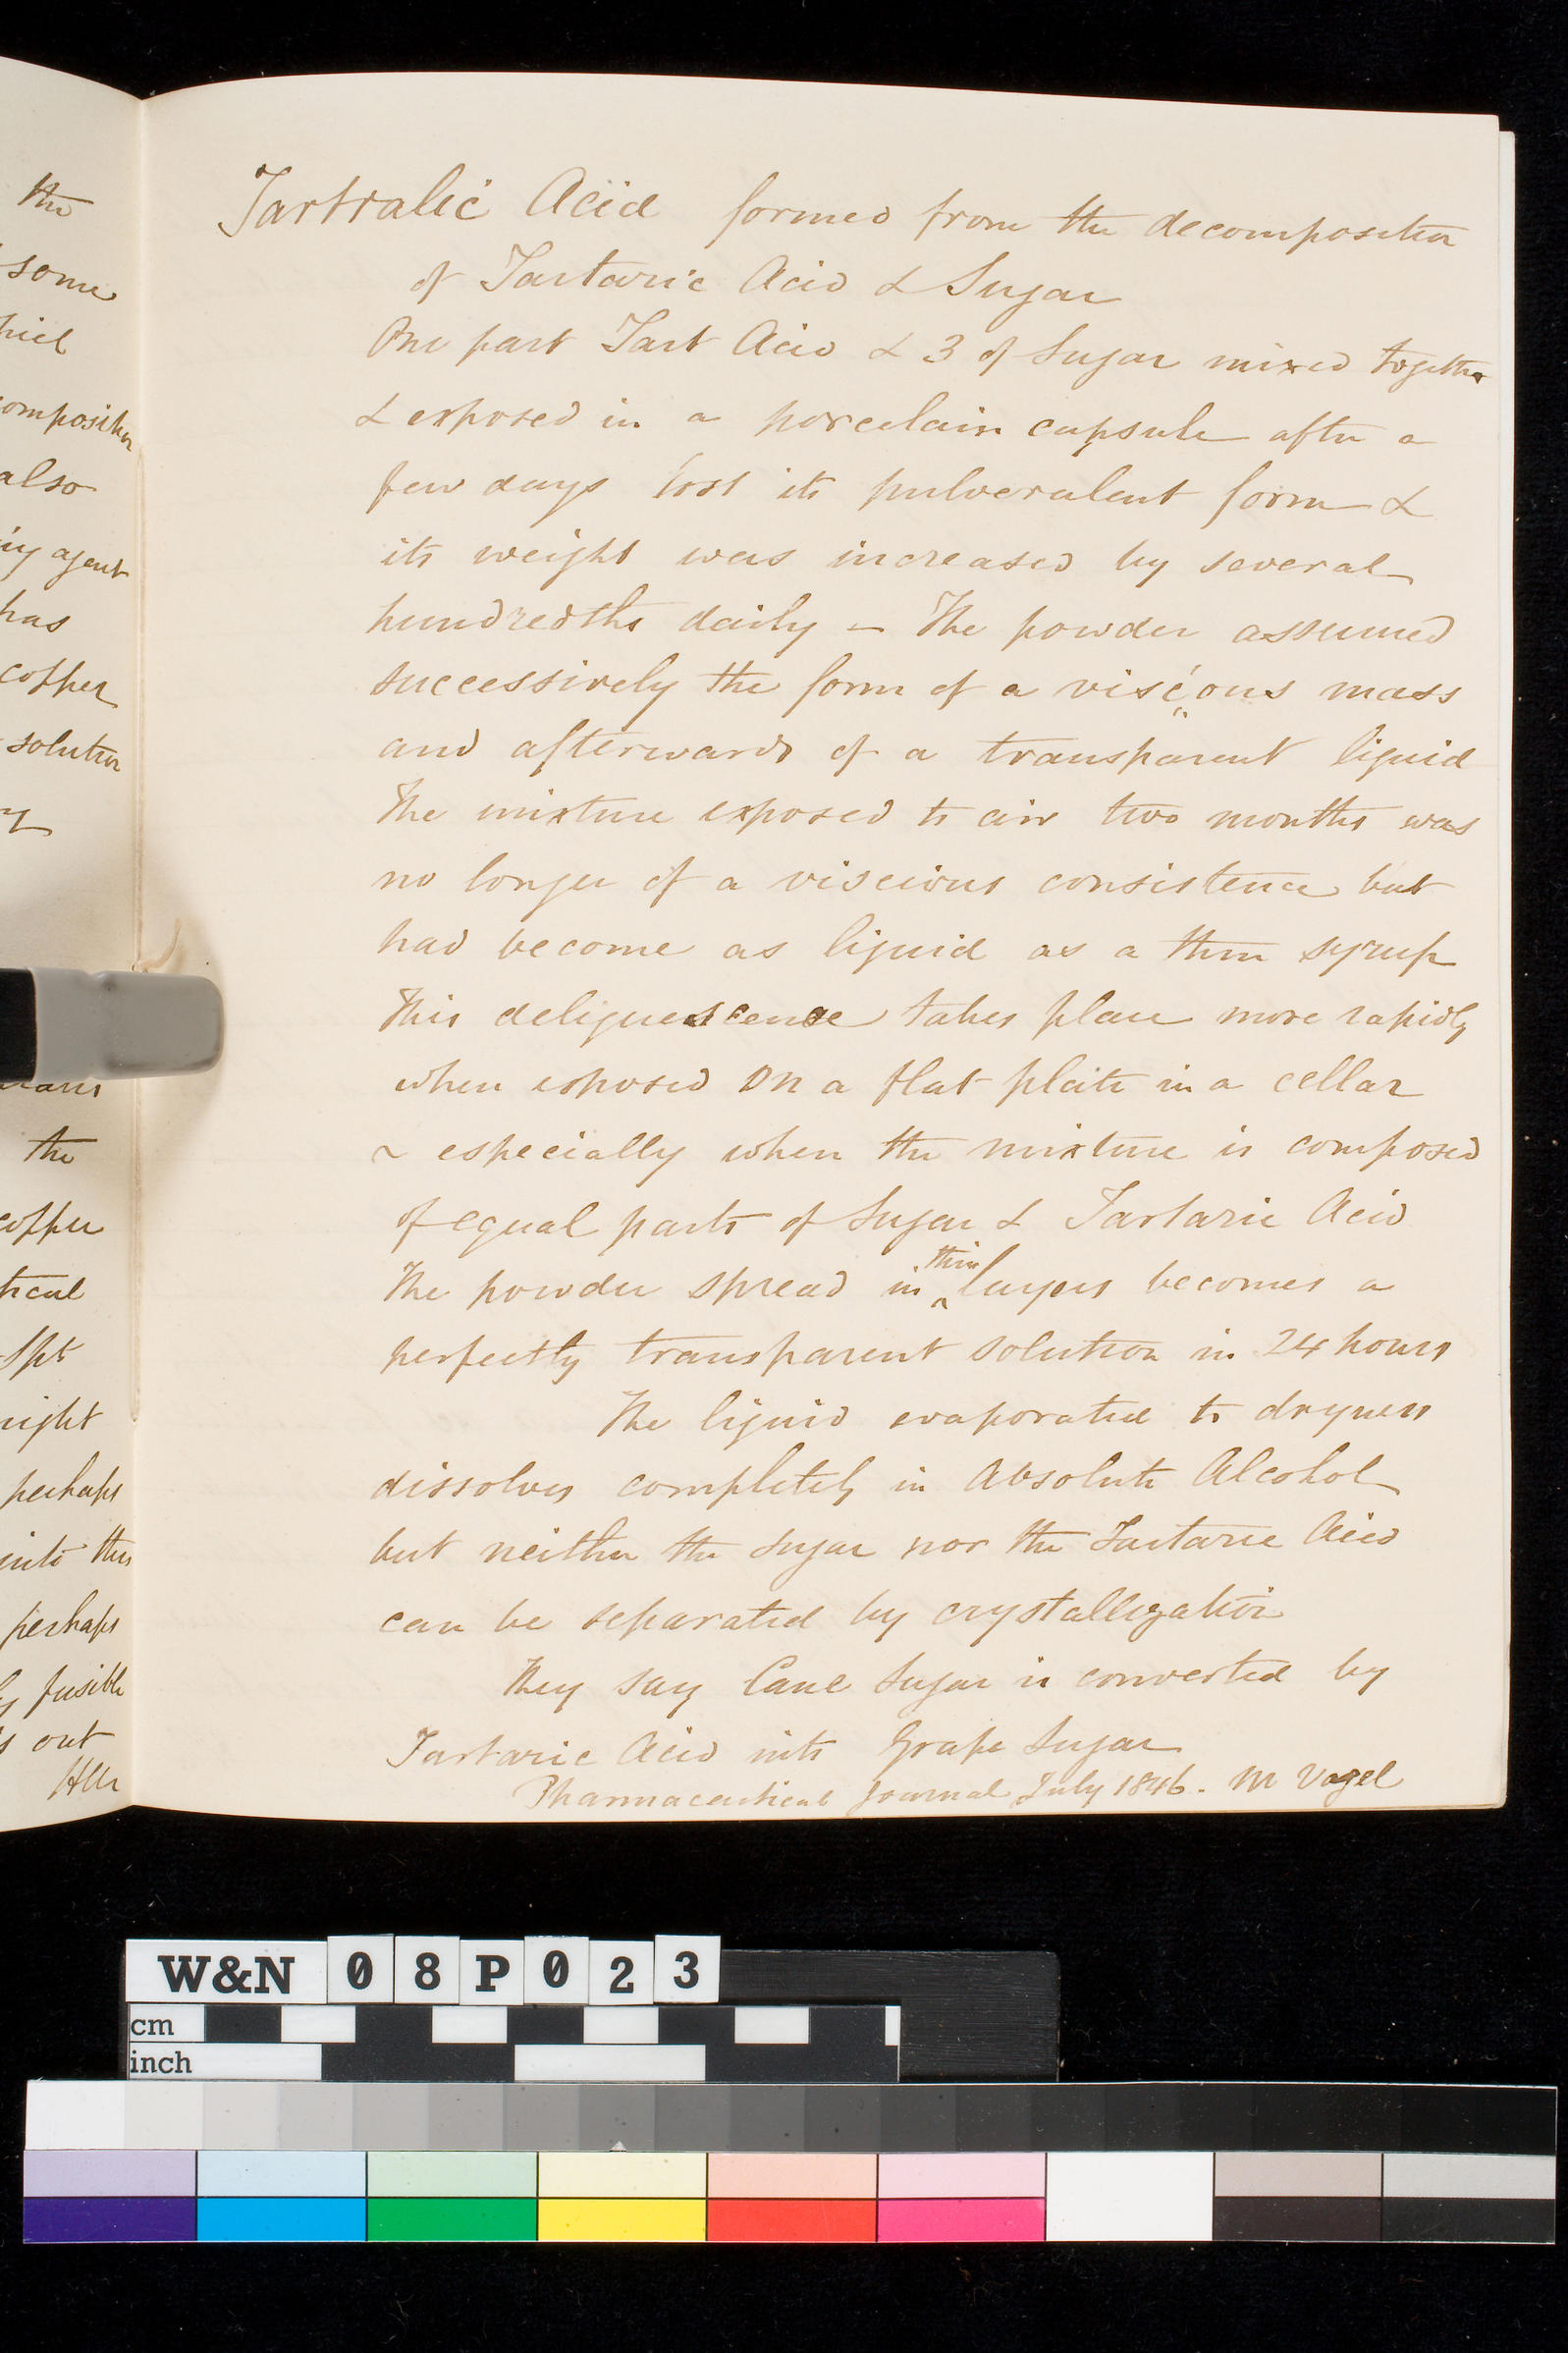 the
some
composition
also
agent
has
copper
solution
the
copper
Spt
right
perhaps
into this
perhaps
fusible
out
Tartralic Acid formed from the decomposition
of Tartaric Acid & Sugar
One part Tart Acid & 3 of Sugar mixed together
& exposed in a porcelain capsule after a
few days lost its pulverulent form &
its weight was increased by several
hundredths daily – The powder assumed
successively the form of a viscous mass
and afterwards of a transparent liquid
The mixture exposed to air two months was
no longer of a viscious consistence but
had become as liquid as a thin syrup
This deliquescence takes place more rapidly
when exposed on a flat plate in a cellar
~ especially when the mixture is composed
of equal parts of Sugar & Tartaric Acid
The powder spread in ^thin layers becomes a
perfectly transparent solution in 24 hours
The liquid evaporated to dryness
dissolves completely in Absolute Alcohol
but neither the sugar nor the Tartaric Acid
can be separated by crystallization
They say Cane Sugar is converted by
Tartaric Acid into Grape Sugar
Pharmaceutical Journal July 1846. M Vogel
W&N 08P023
cm
inch